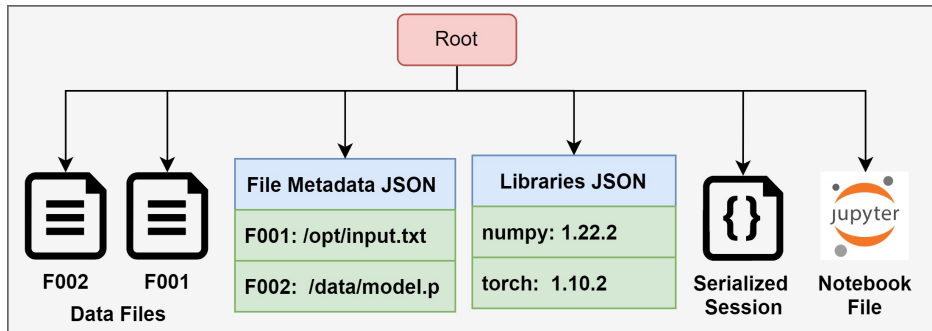 Root
File Metadata JSON
F001: /opt/input.txt
F002: /data/model.p
Libraries JSON
numpy: 1.22.2
torch: 1.10.2
{}
jupyter
F002
F001
Data Files
Serialized
Session
Notebook
File